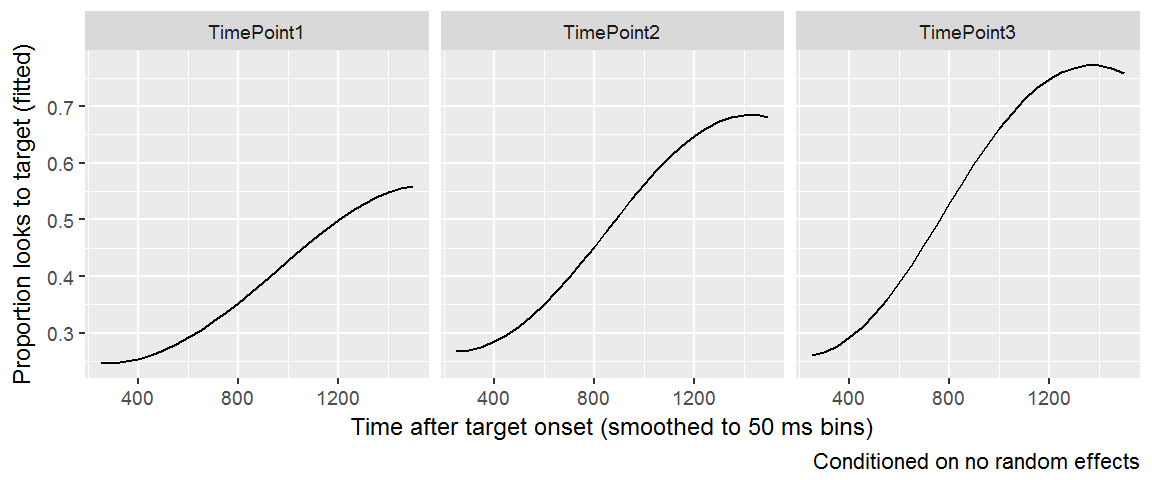 TimePoint1 TimePoint2 TimePoint3
Proportion looks to target (fitted)
0.7
0.6
0.5
0.4
0.3
400 800 1200 400 800 1200 400 800 1200
Time after target onset (smoothed to 50 ms bins)
Conditioned on no random effects